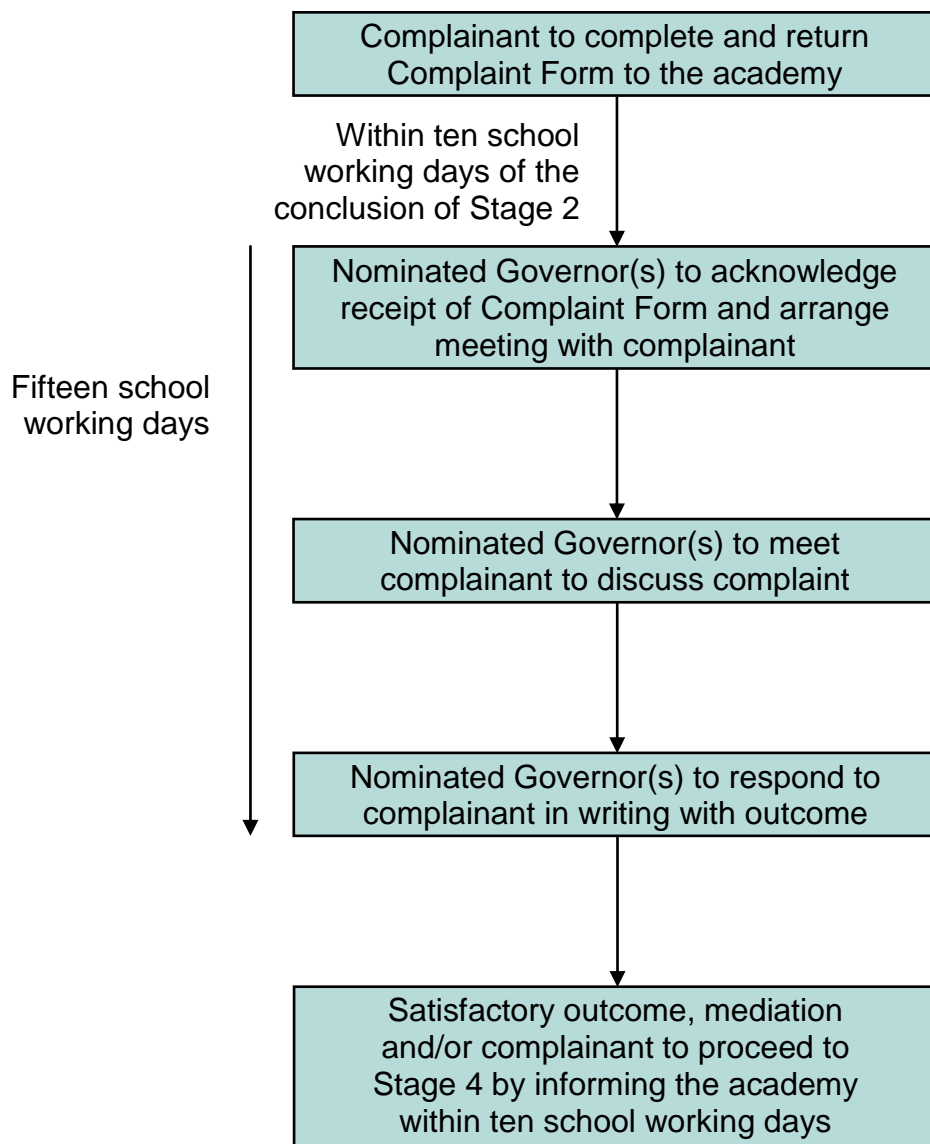 Complainant to complete and return
Complaint Form to the academy
Within ten school
working days of the
conclusion of Stage 2
Nominated Governor(s) to acknowledge
receipt of Complaint Form and arrange
meeting with complainant
Fifteen school
working days
Nominated Governor(s) to meet
complainant to discuss complaint
Nominated Governor(s) to respond to
complainant in writing with outcome
Satisfactory outcome, mediation
and/or complainant to proceed to
Stage 4 by informing the academy
within ten school working days